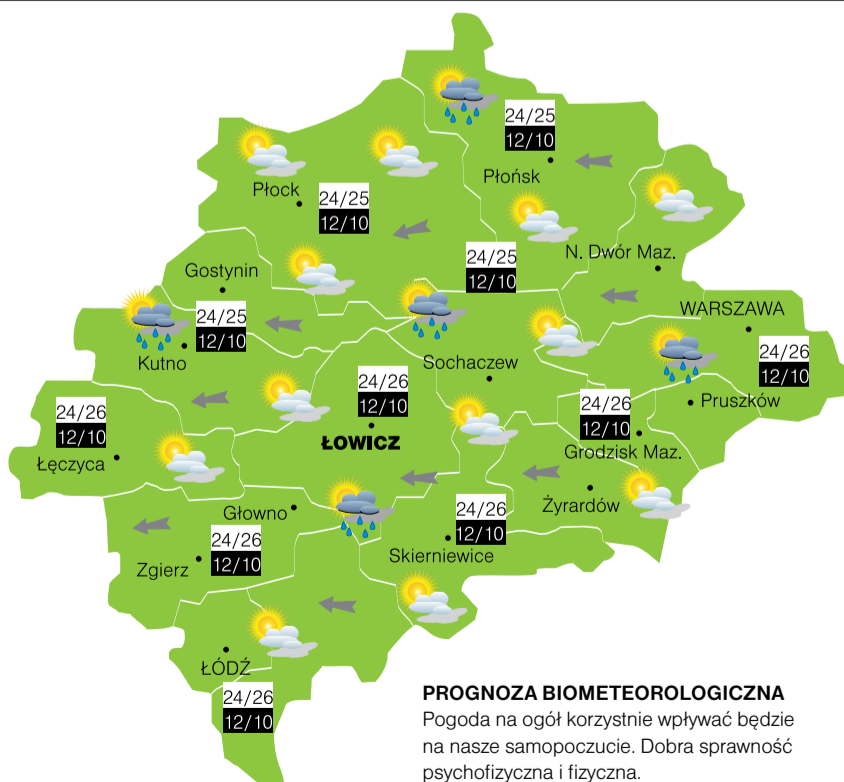 24/25
12/10
Płońsk
Płock
24/25
12/10
N. Dwór Maz.
24/25
12/10
Gostynin
WARSZAWA
24/25
12/10
Kutno
Sochaczew
24/26
12/10
24/26
12/10
Pruszków
24/26
12/10
24/26
12/10
ŁOWICZ
Grodzisk Maz.
Łęczyca
Żyrardów
Głowno
24/26
12/10
Skierniewice
24/26
12/10
Zgierz
ŁÓDŹ
24/26
12/10
PROGNOZA BIOMETEOROLOGICZNA
Pogoda na ogół korzystnie wpływać będzie
na nasze samopoczucie. Dobra sprawność
psychofizyczna i fizyczna.